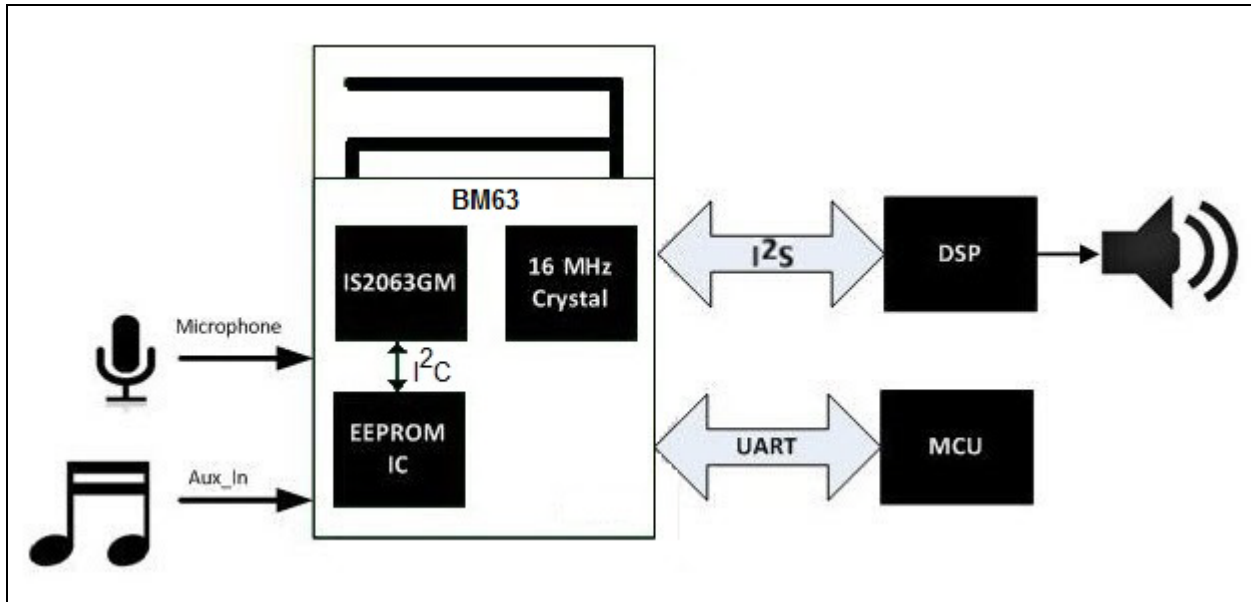 BM63
IS2063GM
16 MHz
Crystal
I²S
DSP
Microphone
I²C
EEPROM
IC
UART
MCU
Aux_In